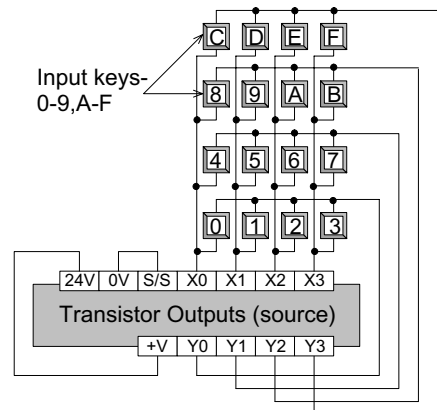 C D E F
Input keys-
0-9,A-F
8 9 A B
4 5 6 7
0 1 2 3
24V 0V S/S X0 X1 X2 X3
Transistor Outputs (source)
+V Y0 Y1 Y2 Y3